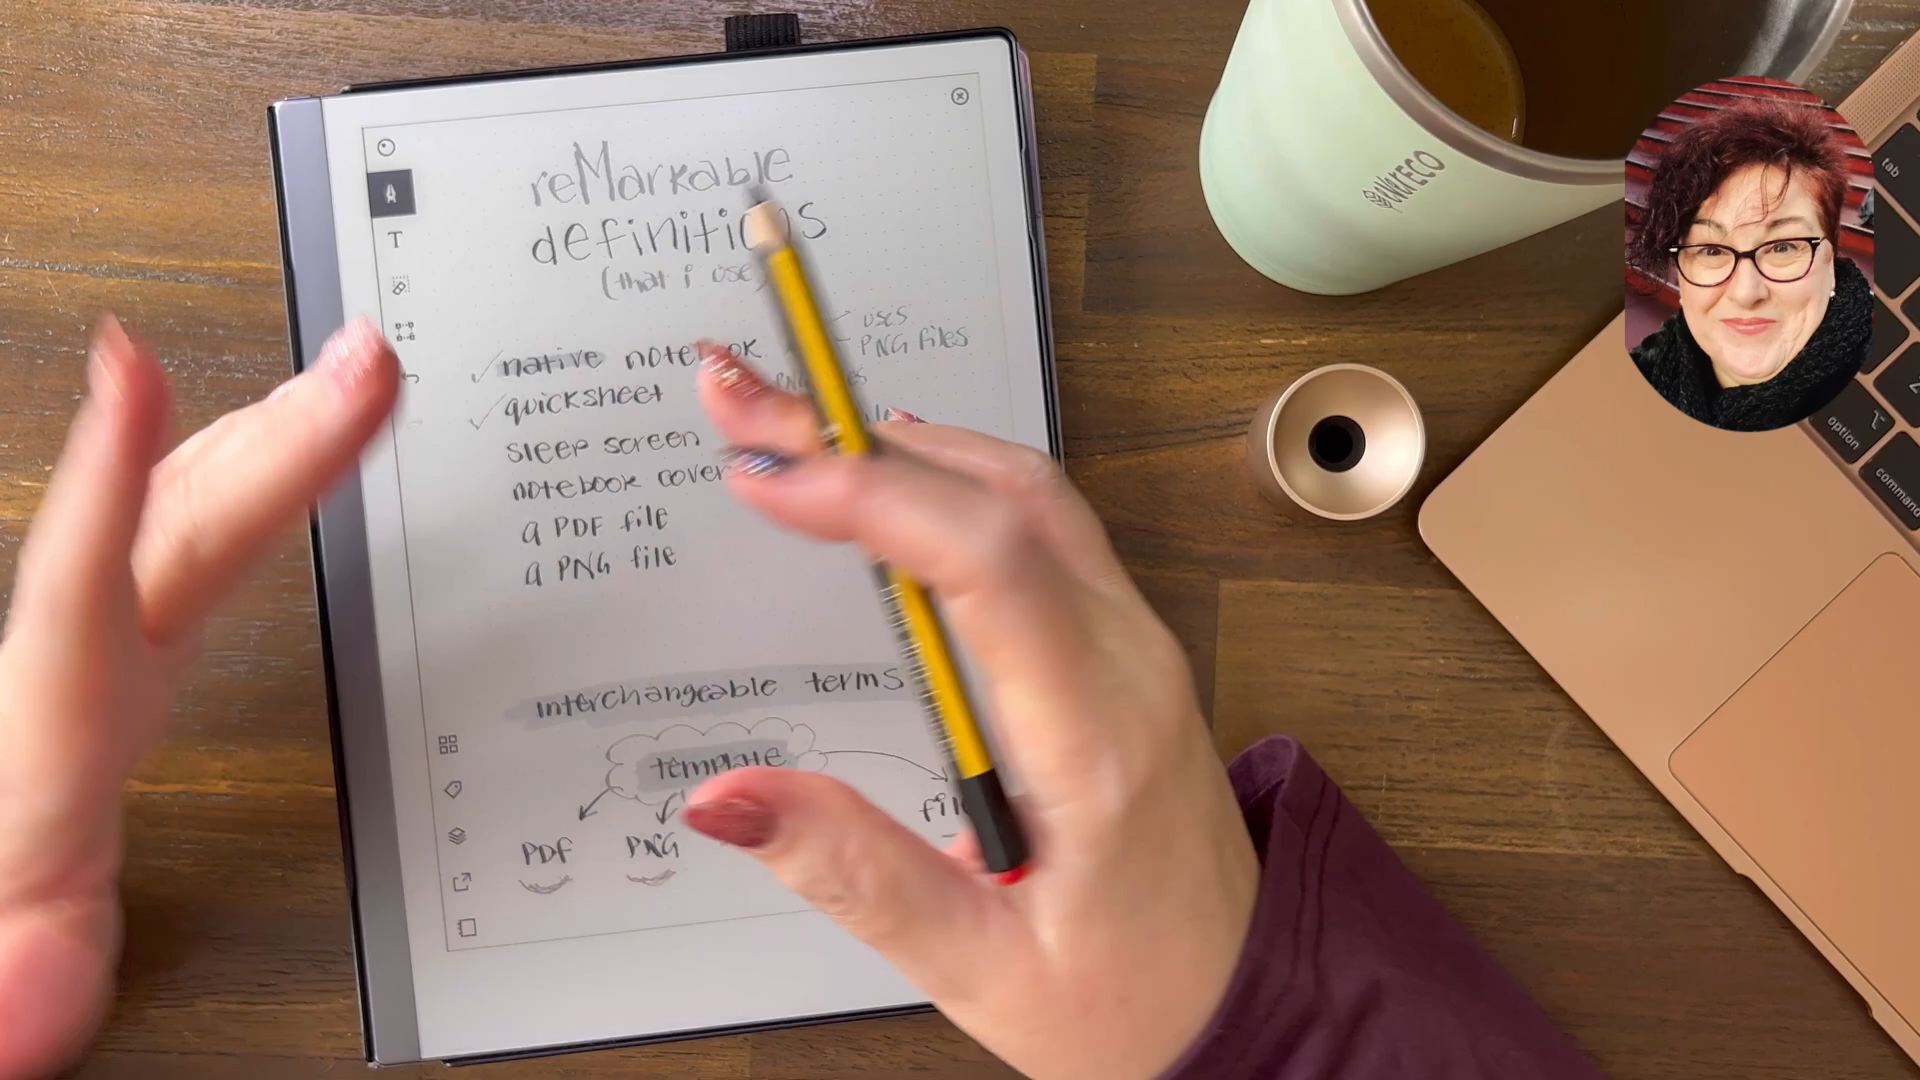 reMarkable
definitions
(that i use)
native notebook
uses
PNG files
quicksheet
sleep screen
notebook cover
a PDF file
a PNG file
interchangeable terms
template
PDF
PNG
T
PURECO
tab
option
command
Z